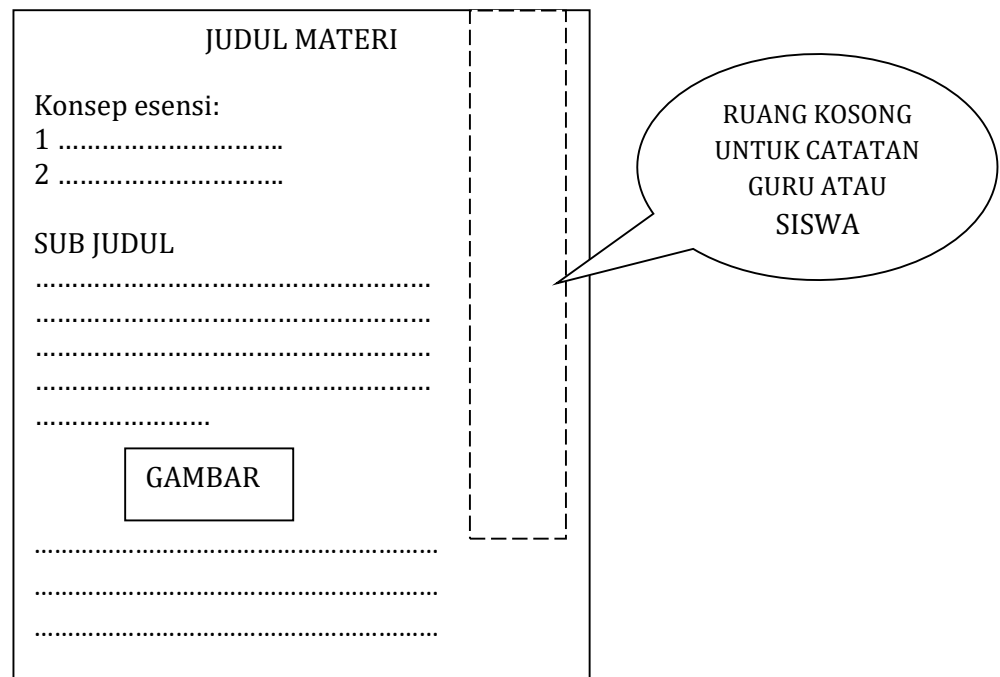 JUDUL MATERI
Konsep esensi:
1 ................................
2 ................................
SUB JUDUL
........................................................
........................................................
........................................................
........................................................
.........................
GAMBAR
.........................................................
.........................................................
.........................................................
RUANG KOSONG
UNTUK CATATAN
GURU ATAU
SISWA